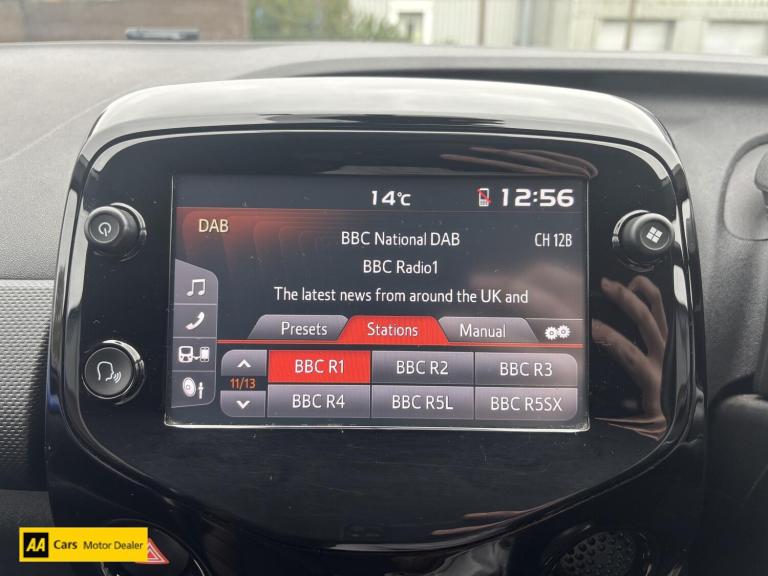 14°C 12:56
DAB
BBC National DAB CH 12B
BBC Radio1
The latest news from around the UK and
Presets Stations Manual
BBC R1 BBC R2 BBC R3
11/13
BBC R4 BBC R5L BBC R5SX
AA Cars Motor Dealer